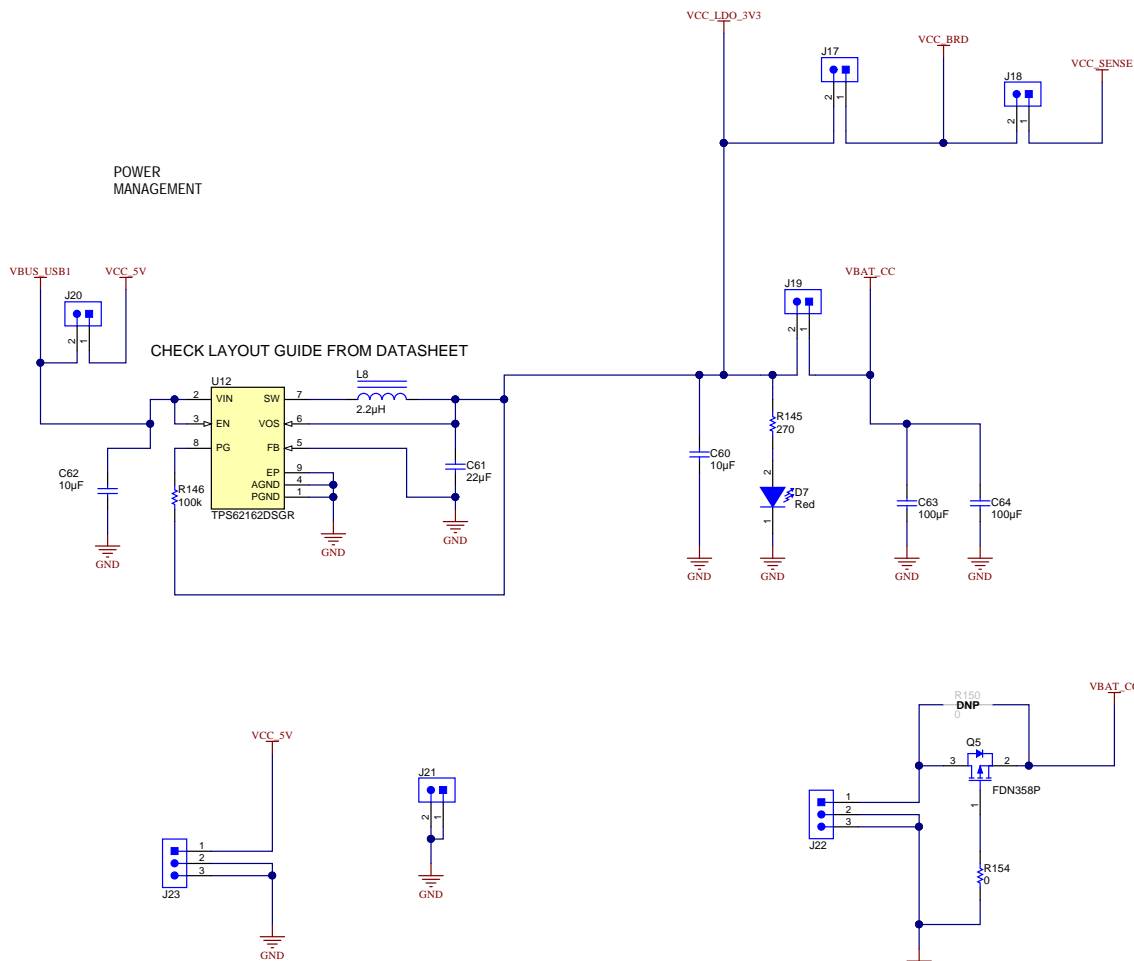 VCC_LDO_3V3
VCC_BRD
J17
VCC_SENSE
J18
2
1
2
1
POWER
MANAGEMENT
VBUS_USB1
VCC_5V
J20
2
1
VBAT_CC
J19
2
1
CHECK LAYOUT GUIDE FROM DATASHEET
U12
L8
2.2µH
2
VIN
SW
7
3
EN
VOS
6
8
PG
FB
5
EP
9
AGND
4
PGND
1
TPS62162DSGR
C62
10µF
R146
100k
C61
22µF
GND
GND
GND
C60
10µF
R145
270
2
D7
Red
1
C63
100µF
C64
100µF
GND
GND
GND
GND
VCC_5V
J21
2
1
GND
1
2
3
J23
GND
R150
DNP
0
VBAT_C
Q5
3
2
FDN358P
1
1
2
3
J22
R154
0